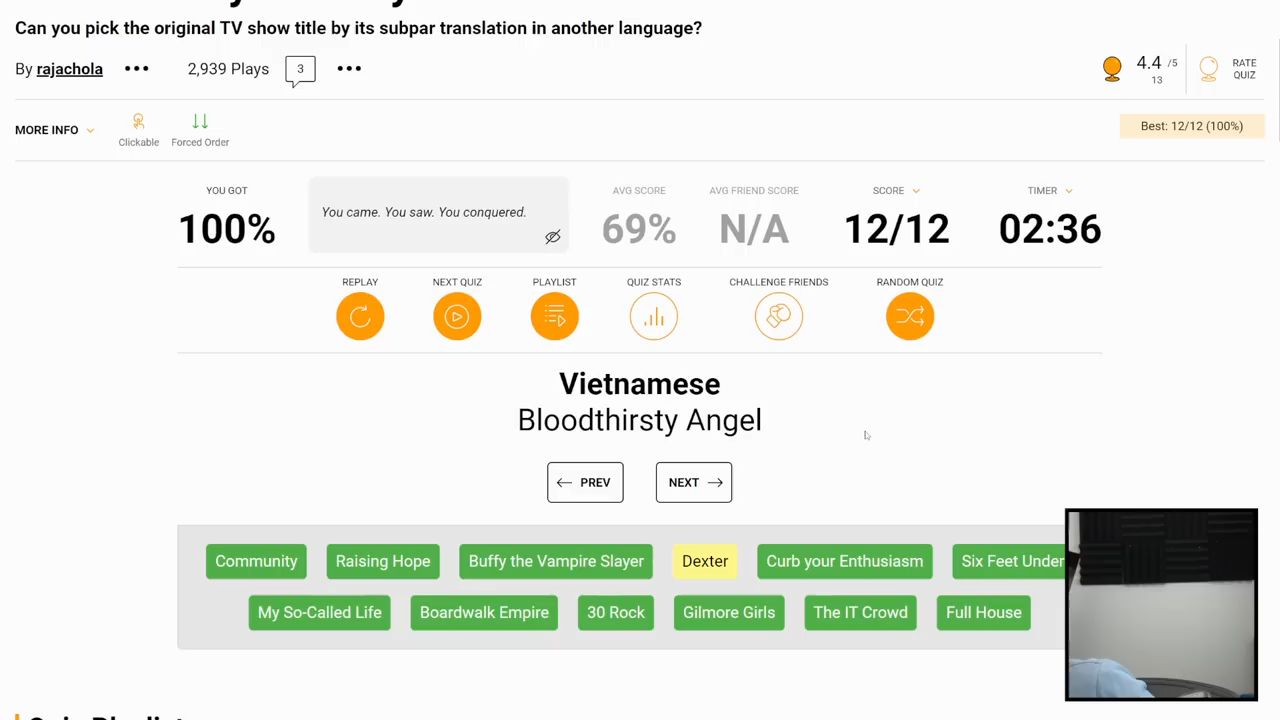 Can you pick the original TV show title by its subpar translation in another language?
By rajachola ••• 2,939 Plays 3 •••
4.4 /5
13
RATE
QUIZ
MORE INFO
Clickable
Forced Order
Best: 12/12 (100%)
YOU GOT
100%
You came. You saw. You conquered.
AVG SCORE
69%
AVG FRIEND SCORE
N/A
SCORE
12/12
TIMER
02:36
REPLAY
NEXT QUIZ
PLAYLIST
QUIZ STATS
CHALLENGE FRIENDS
RANDOM QUIZ
Vietnamese
Bloodthirsty Angel
← PREV
NEXT →
Community
Raising Hope
Buffy the Vampire Slayer
Dexter
Curb your Enthusiasm
Six Feet Under
My So-Called Life
Boardwalk Empire
30 Rock
Gilmore Girls
The IT Crowd
Full House